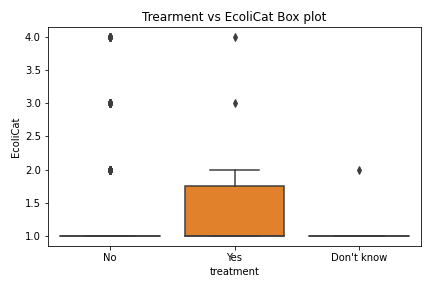 Trearment vs EcoliCat Box plot
4.0
3.5
3.0
2.5
2.0
1.5
1.0
EcoliCat
No Yes Don't know
treatment